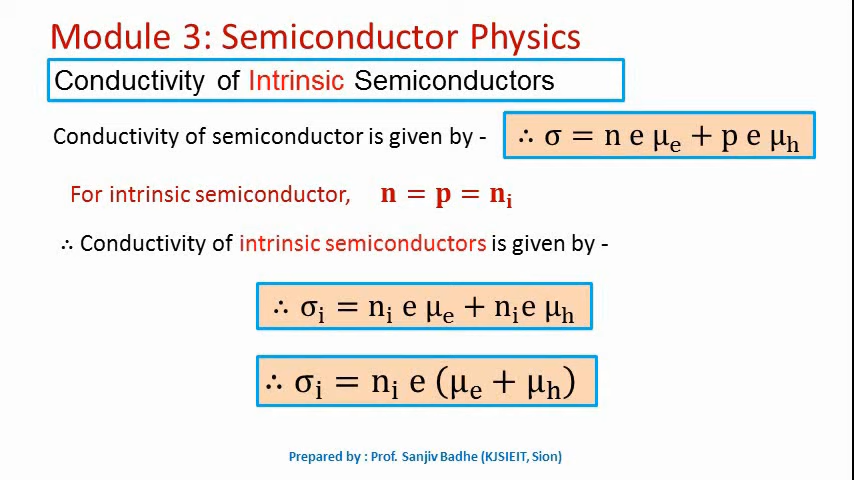 Module 3: Semiconductor Physics
Conductivity of Intrinsic Semiconductors
Conductivity of semiconductor is given by - ∴ σ = n e μₑ + p e μₕ
For intrinsic semiconductor, n = p = nᵢ
∴ Conductivity of intrinsic semiconductors is given by -
∴ σᵢ = nᵢ e μₑ + nᵢe μₕ
∴ σᵢ = nᵢ e (μₑ + μₕ)
Prepared by : Prof. Sanjiv Badhe (KJSIEIT, Sion)